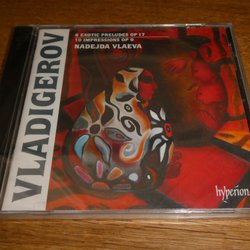 VLADIGEROV
6 EXOTIC PRELUDES OP 17
10 IMPRESSIONS OP 9
NADEJDA VLAEVA
hyperion